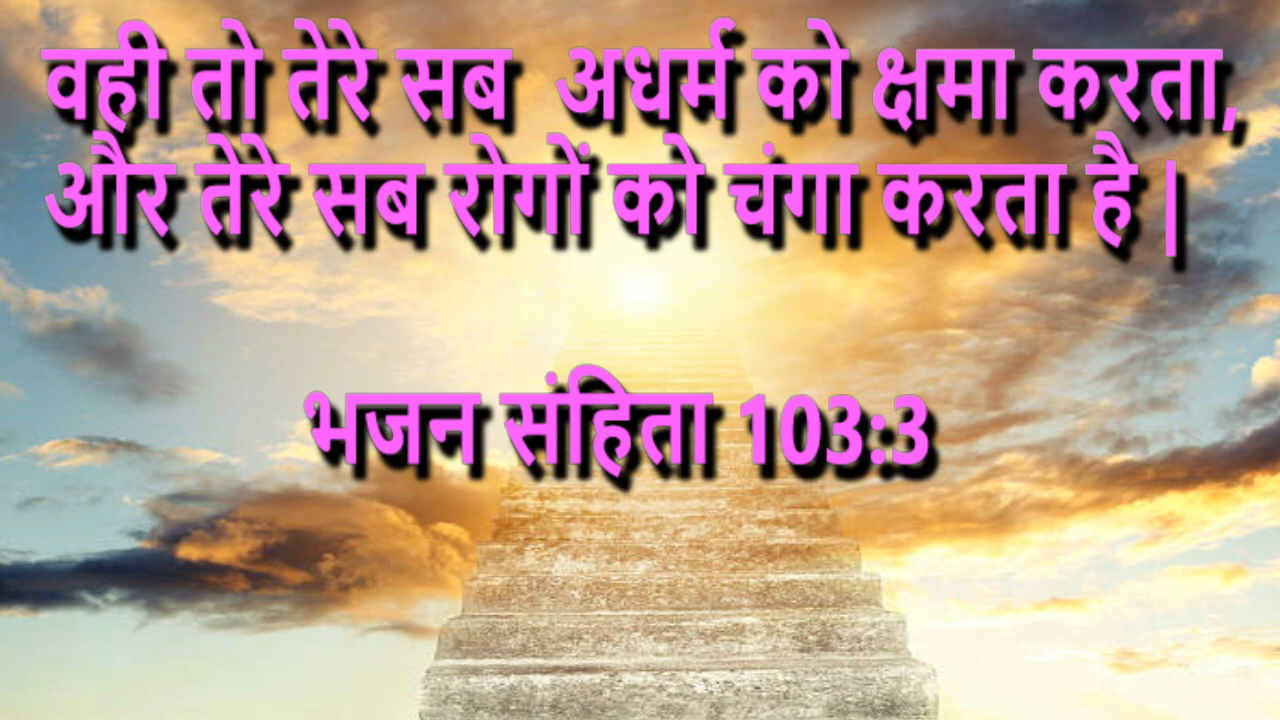 वही तो तेरे सब अधर्म को क्षमा करता,
और तेरे सब रोगों को चंगा करता है |
भजन संहिता 103:3